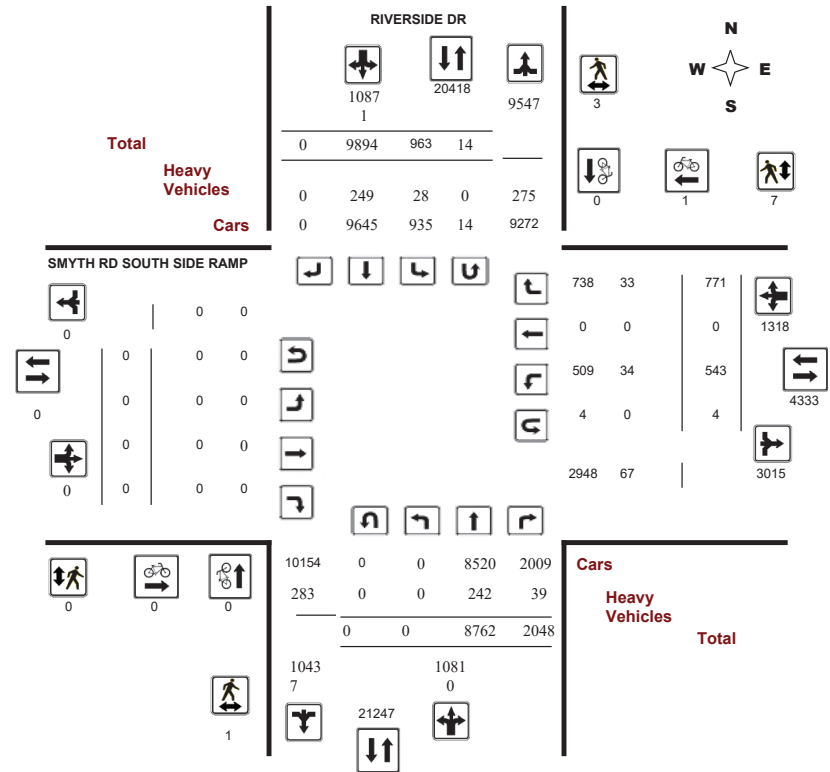 RIVERSIDE DR
N
W E
S
1087
1
20418
9547
3
Total 0 9894 963 14
Heavy
Vehicles
0 249 28 0 275
Cars 0 9645 935 14 9272
0 1 7
SMYTH RD SOUTH SIDE RAMP
0 0
0
0 0 0
0 0 0
0
0 0 0
0
0 0 0
738 33 771
1318
0 0 0
509 34 543
4333
4 0 4
2948 67 3015
10154 0 0 8520 2009 Cars
283 0 0 242 39 Heavy
Vehicles
0 0 8762 2048 Total
0 0 0
1043
7
1081
0
21247
1